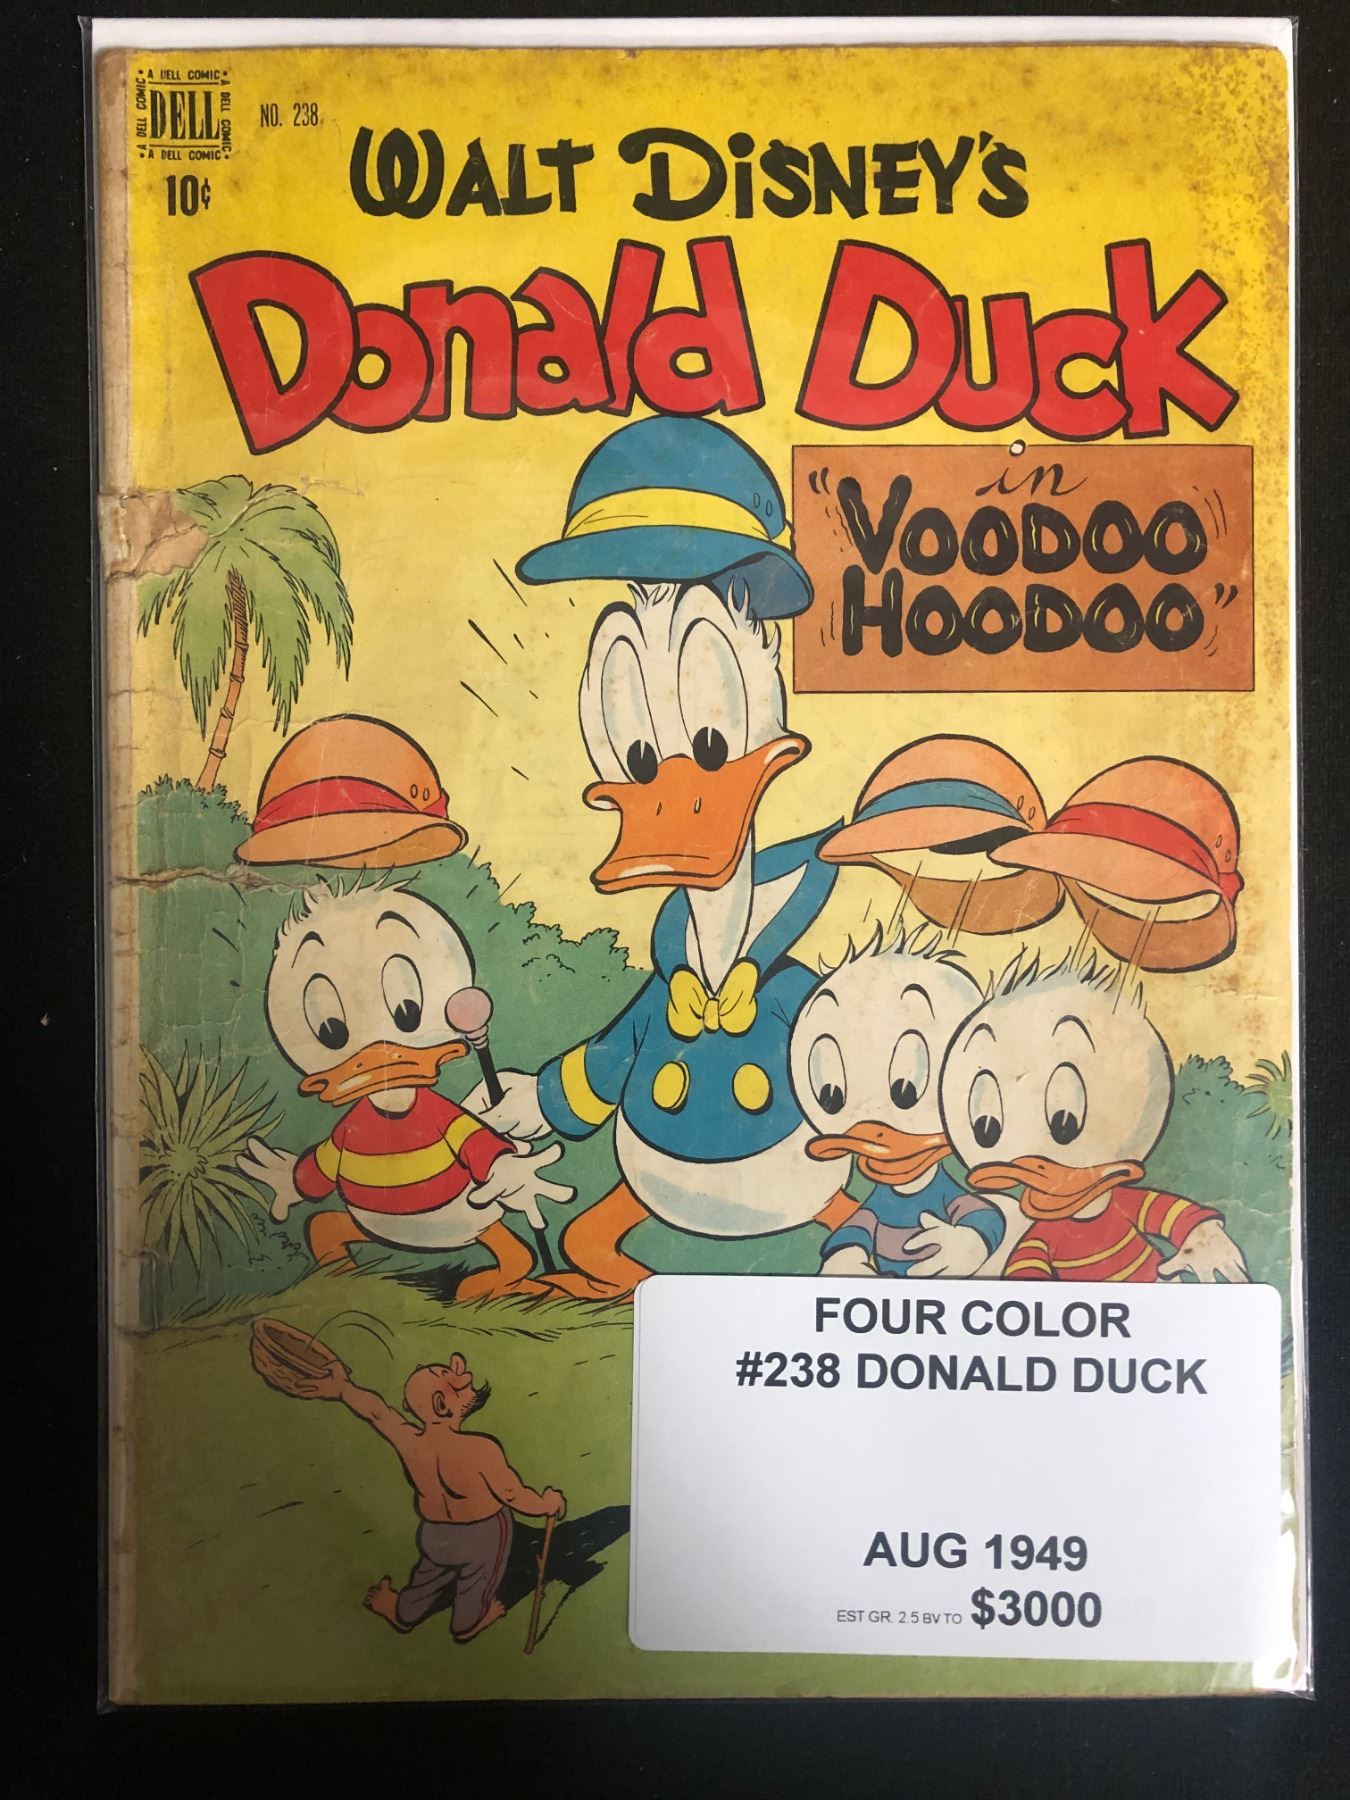 A DELL COMIC
A DELL COMIC
DELL
A DELL COMIC
A DELL COMIC
NO. 238
10¢
WALT DiSNEY'S
Donald Duck
in
"VOODOO
HOODOO"
FOUR COLOR
#238 DONALD DUCK
AUG 1949
EST GR. 2.5 BV TO $3000